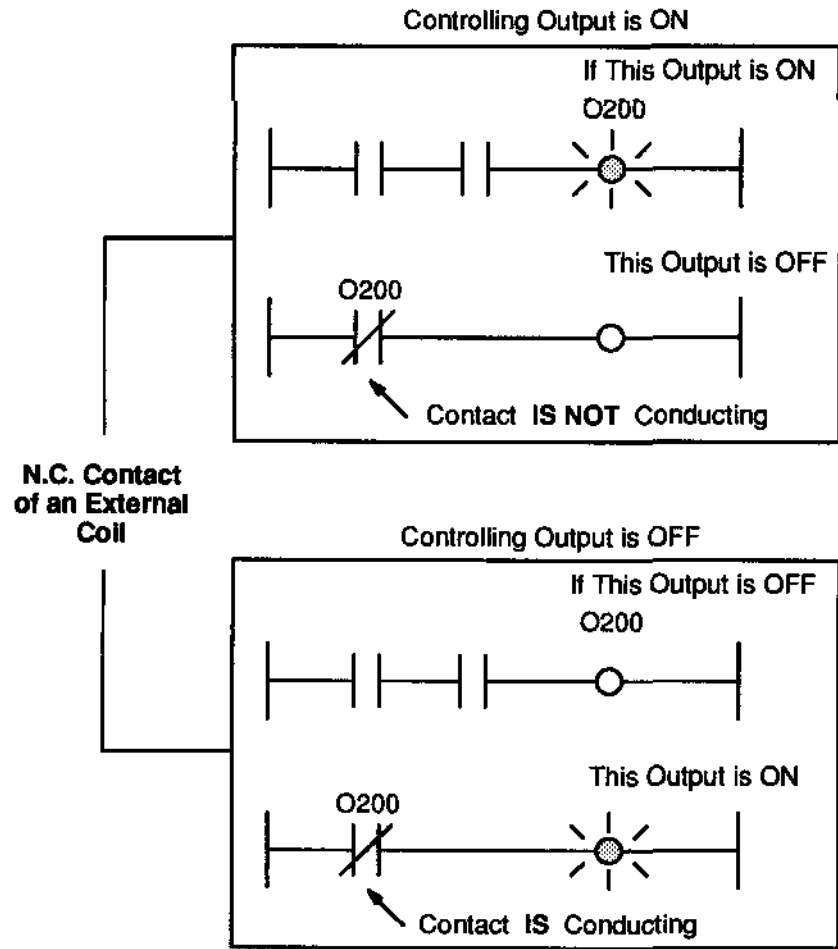 Controlling Output is ON
If This Output is ON
O200
This Output is OFF
O200
Contact IS NOT Conducting
N.C. Contact
of an External
Coil
Controlling Output is OFF
If This Output is OFF
O200
This Output is ON
O200
Contact IS Conducting